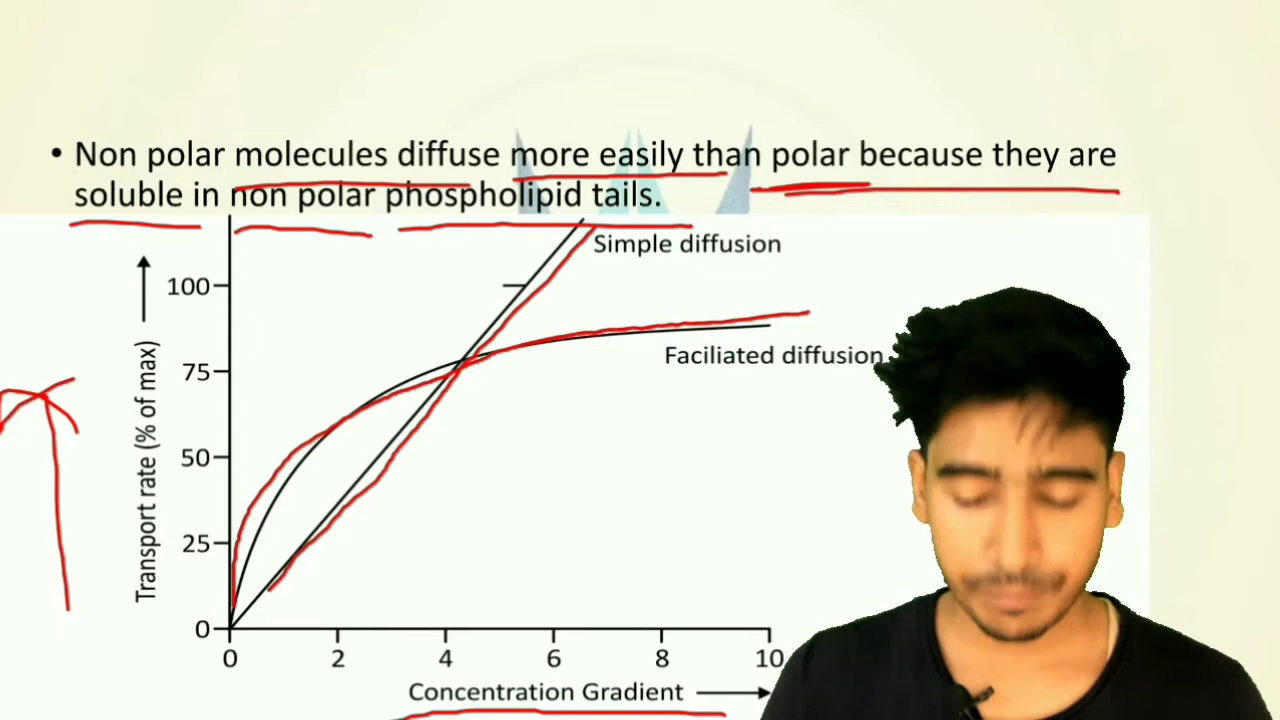 • Non polar molecules diffuse more easily than polar because they are
soluble in non polar phospholipid tails.
Simple diffusion
100
Faciliated diffusion
75
Transport rate (% of max)
50
25
0
0 2 4 6 8 10
Concentration Gradient